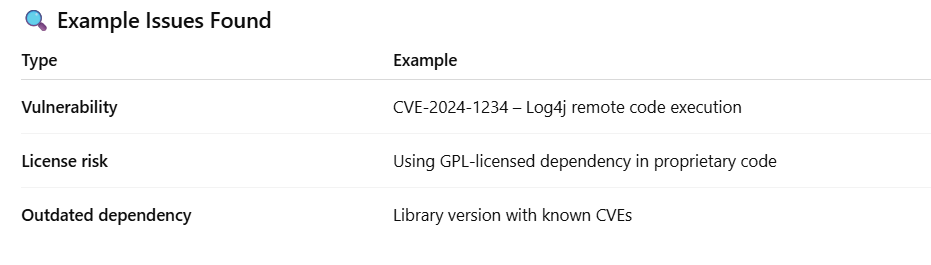 Example Issues Found
Type Example
Vulnerability CVE-2024-1234 – Log4j remote code execution
License risk Using GPL-licensed dependency in proprietary code
Outdated dependency Library version with known CVEs